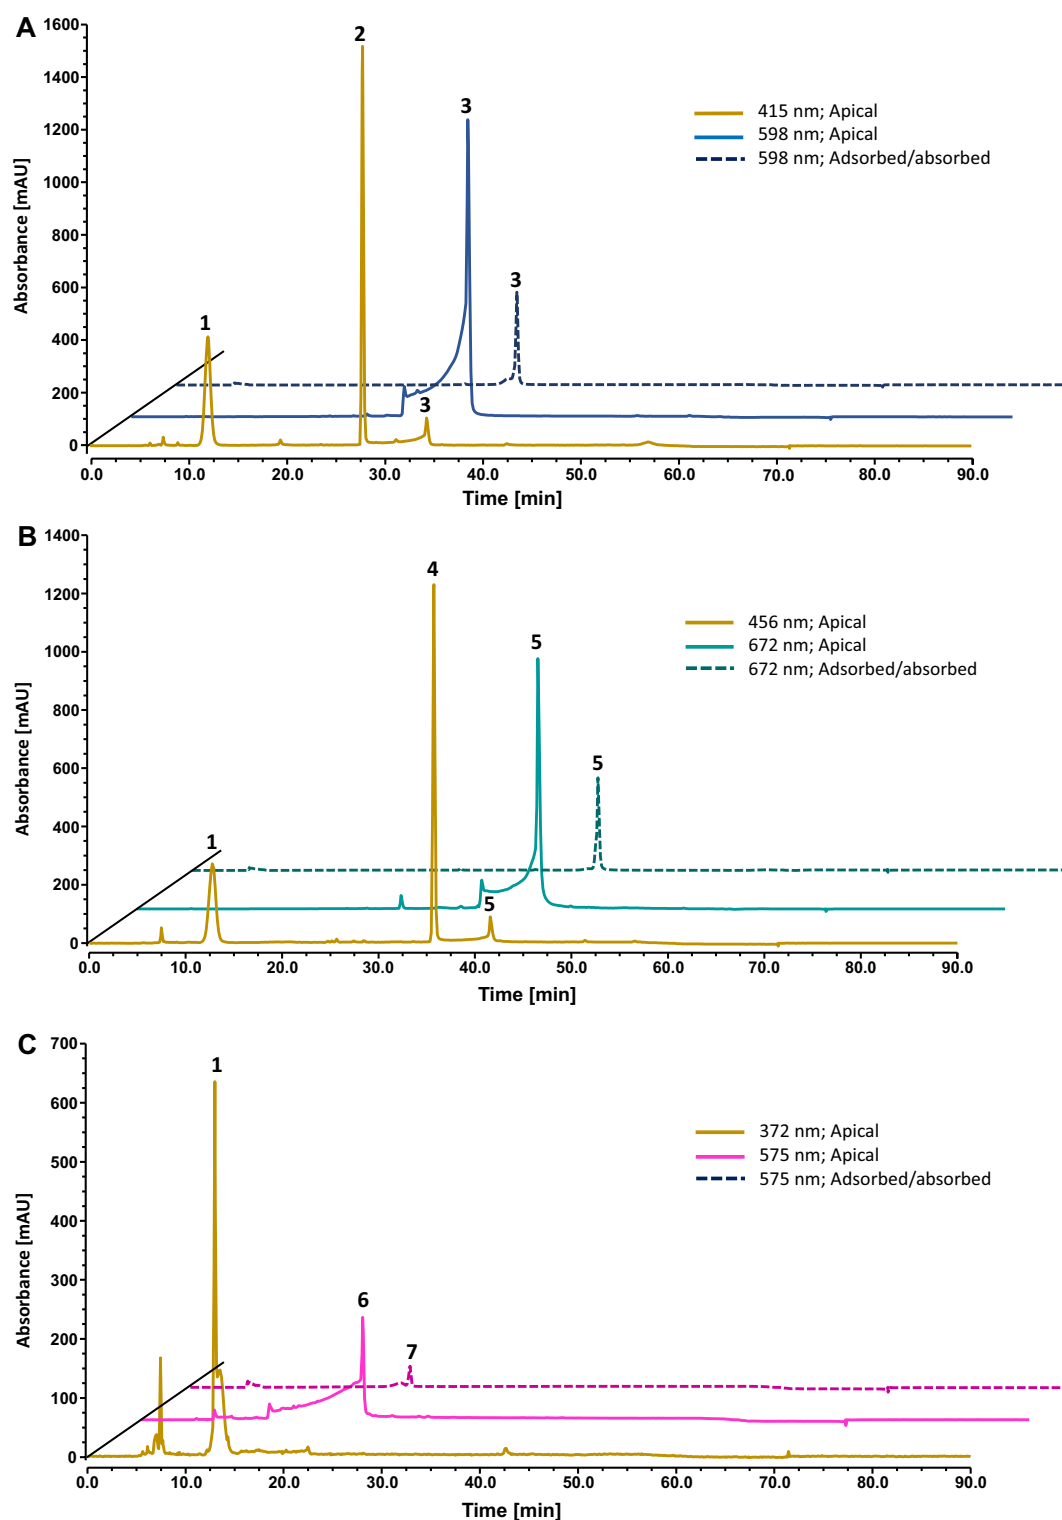 A
Absorbance [mAU]
1600
1400
1200
1000
800
600
400
200
0
1
2
3
3
3
415 nm; Apical
598 nm; Apical
598 nm; Adsorbed/absorbed
0.0 10.0 20.0 30.0 40.0 50.0 60.0 70.0 80.0 90.0
Time [min]
B
Absorbance [mAU]
1400
1200
1000
800
600
400
200
0
1
4
5
5
5
456 nm; Apical
672 nm; Apical
672 nm; Adsorbed/absorbed
0.0 10.0 20.0 30.0 40.0 50.0 60.0 70.0 80.0 90.0
Time [min]
C
Absorbance [mAU]
700
600
500
400
300
200
100
0
1
6
7
372 nm; Apical
575 nm; Apical
575 nm; Adsorbed/absorbed
0.0 10.0 20.0 30.0 40.0 50.0 60.0 70.0 80.0 90.0
Time [min]